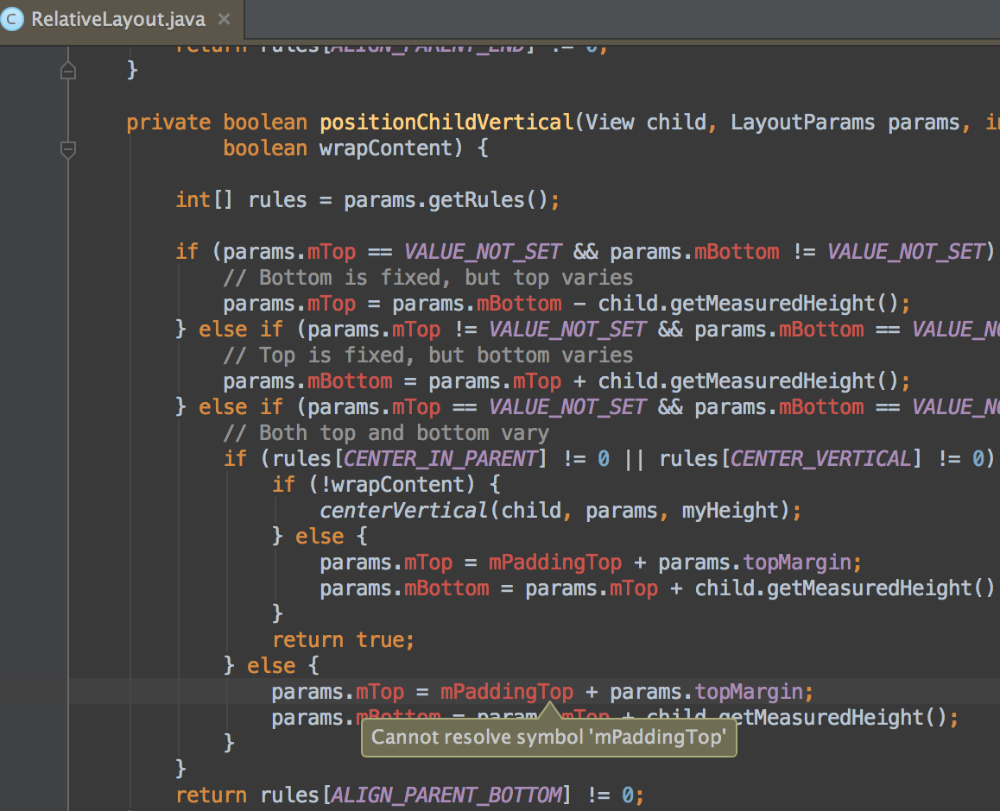 RelativeLayout.java
return rules[ALIGN_PARENT_END] != 0;
}
private boolean positionChildVertical(View child, LayoutParams params,
boolean wrapContent) {
int[] rules = params.getRules();
if (params.mTop == VALUE_NOT_SET && params.mBottom != VALUE_NOT_SET)
// Bottom is fixed, but top varies
params.mTop = params.mBottom - child.getMeasuredHeight();
} else if (params.mTop != VALUE_NOT_SET && params.mBottom ==
// Top is fixed, but bottom varies
params.mBottom = params.mTop + child.getMeasuredHeight();
} else if (params.mTop == VALUE_NOT_SET && params.mBottom ==
// Both top and bottom vary
if (rules[CENTER_IN_PARENT] != 0 || rules[CENTER_VERTICAL] != 0)
if (!wrapContent) {
centerVertical(child, params, myHeight);
} else {
params.mTop = mPaddingTop + params.topMargin;
params.mBottom = params.mTop + child.getMeasuredHeight()
}
return true;
} else {
params.mTop = mPaddingTop + params.topMargin;
params.mBottom = params.mTop + child.getMeasuredHeight();
Cannot resolve symbol 'mPaddingTop'
}
}
return rules[ALIGN_PARENT_BOTTOM] != 0;